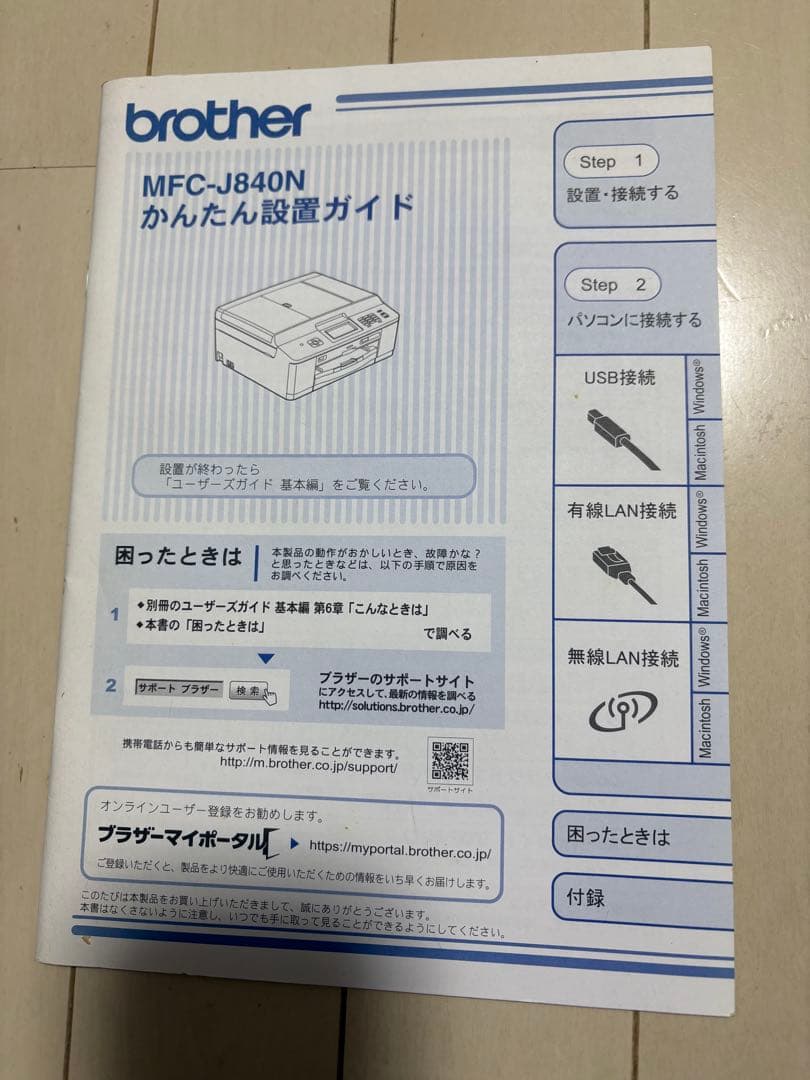 brother
MFC-J840N
かんたん設置ガイド
設置が終わったら
「ユーザーズガイド 基本編」をご覧ください。
困ったときは
本製品の動作がおかしいとき、故障かな？
と思ったときなどは、以下の手順で原因を
お調べください。
1
◆別冊のユーザーズガイド 基本編 第6章「こんなときは」
◆本書の「困ったときは」
で調べる
2
サポート ブラザー 検索
ブラザーのサポートサイト
にアクセスして、最新の情報を調べる
http://solutions.brother.co.jp/
携帯電話からも簡単なサポート情報を見ることができます。
http://m.brother.co.jp/support/
サポートサイト
オンラインユーザー登録をお勧めします。
ブラザーマイポータル ▶ https://myportal.brother.co.jp/
ご登録いただくと、製品をより快適にご使用いただくための情報をいち早くお届けします。
このたびは本製品をお買い上げいただきまして、誠にありがとうございます。
本書はなくさないように注意し、いつでも手に取って見ることができるようにしてください。
Step 1
設置・接続する
Step 2
パソコンに接続する
USB接続
Windows®
Macintosh
有線LAN接続
Windows®
Macintosh
無線LAN接続
Windows®
Macintosh
困ったときは
付録